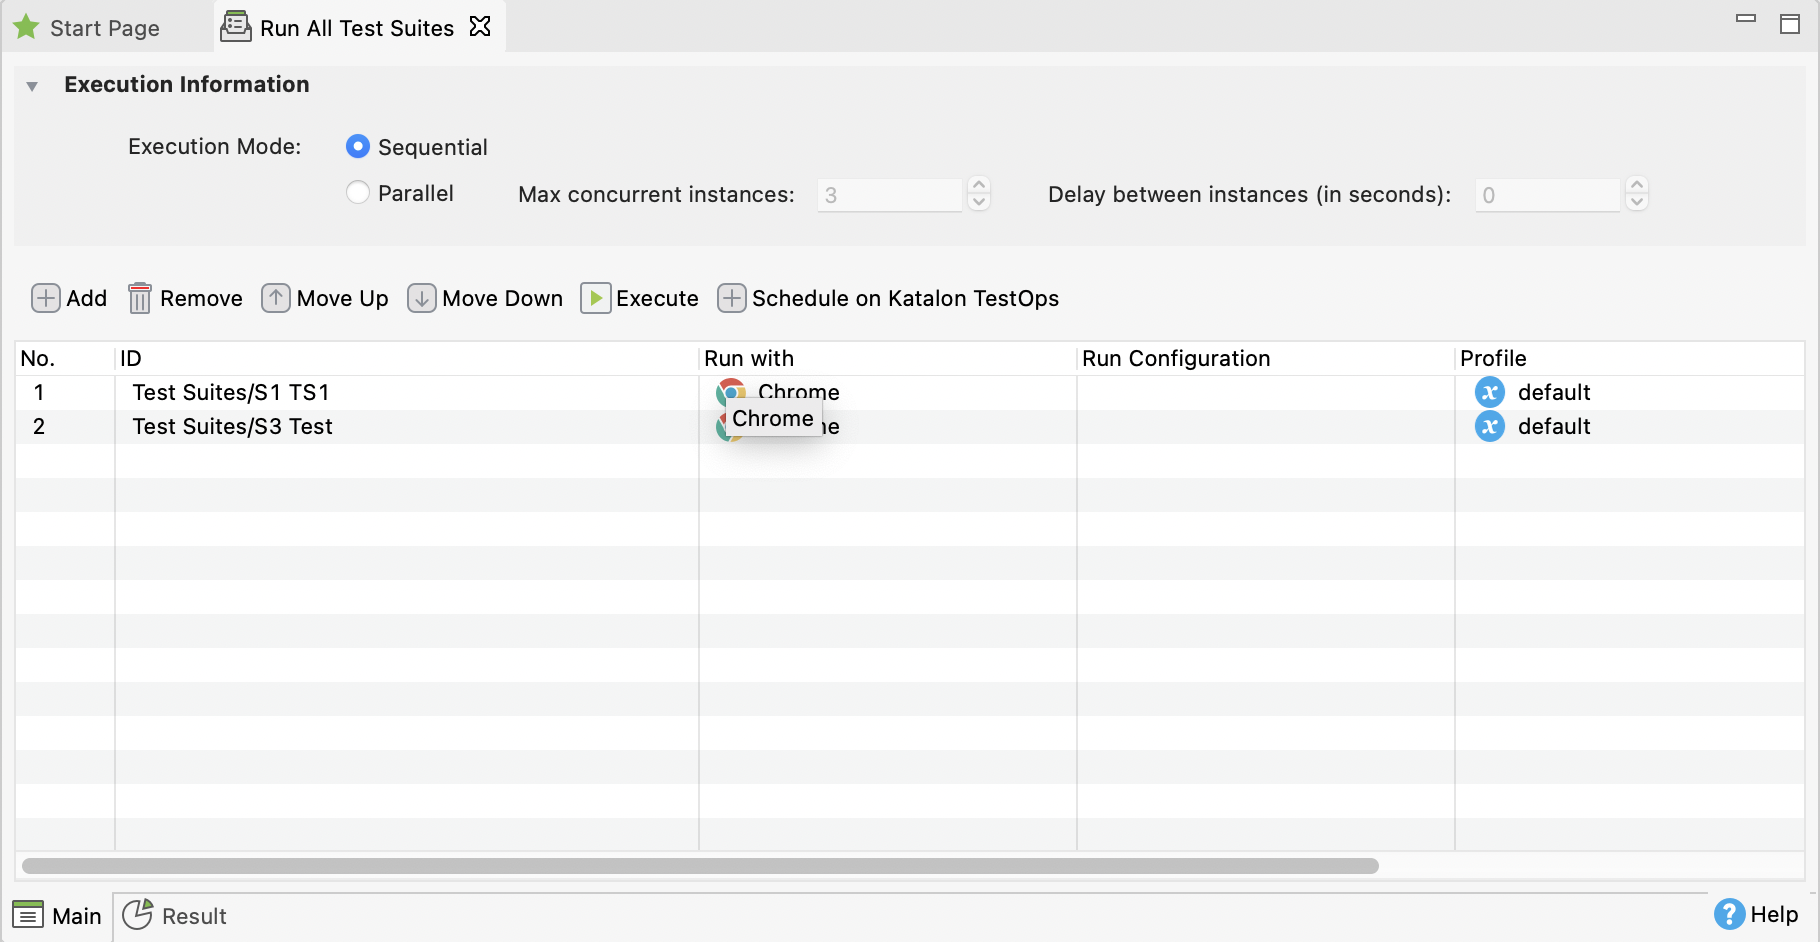 Start Page Run All Test Suites
Execution Information
Execution Mode: Sequential
Parallel Max concurrent instances: 3 Delay between instances (in seconds): 0
Add Remove Move Up Move Down Execute Schedule on Katalon TestOps
No. ID Run with Run Configuration Profile
1 Test Suites/S1 TS1 Chrome default
Chrome
2 Test Suites/S3 Test me default
Main Result Help